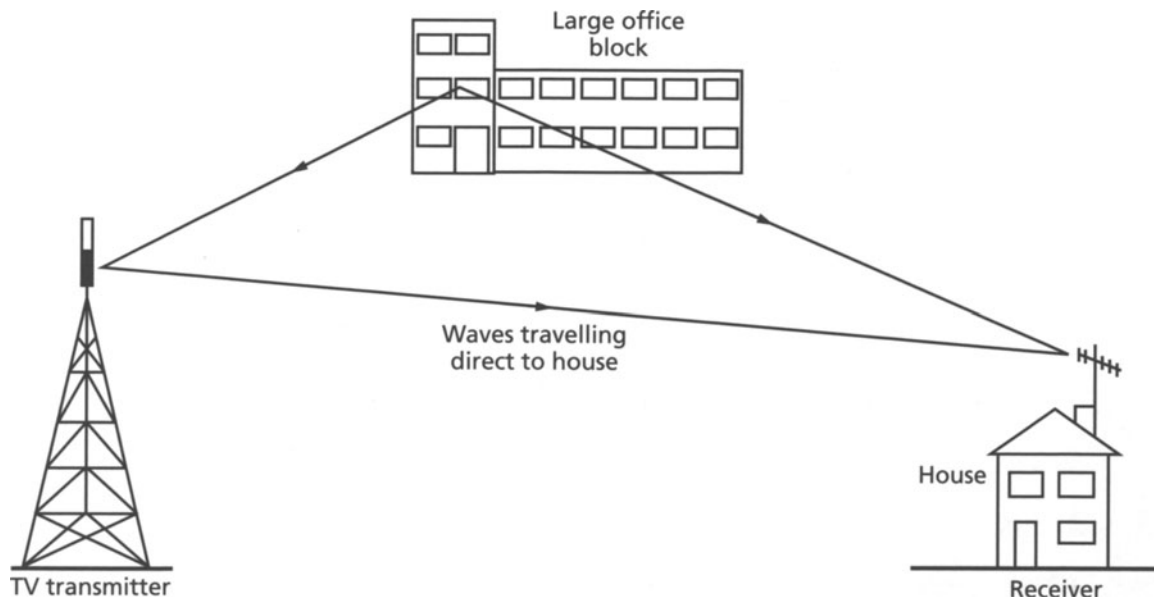 Large office
block
Waves travelling
direct to house
House
TV transmitter
Receiver